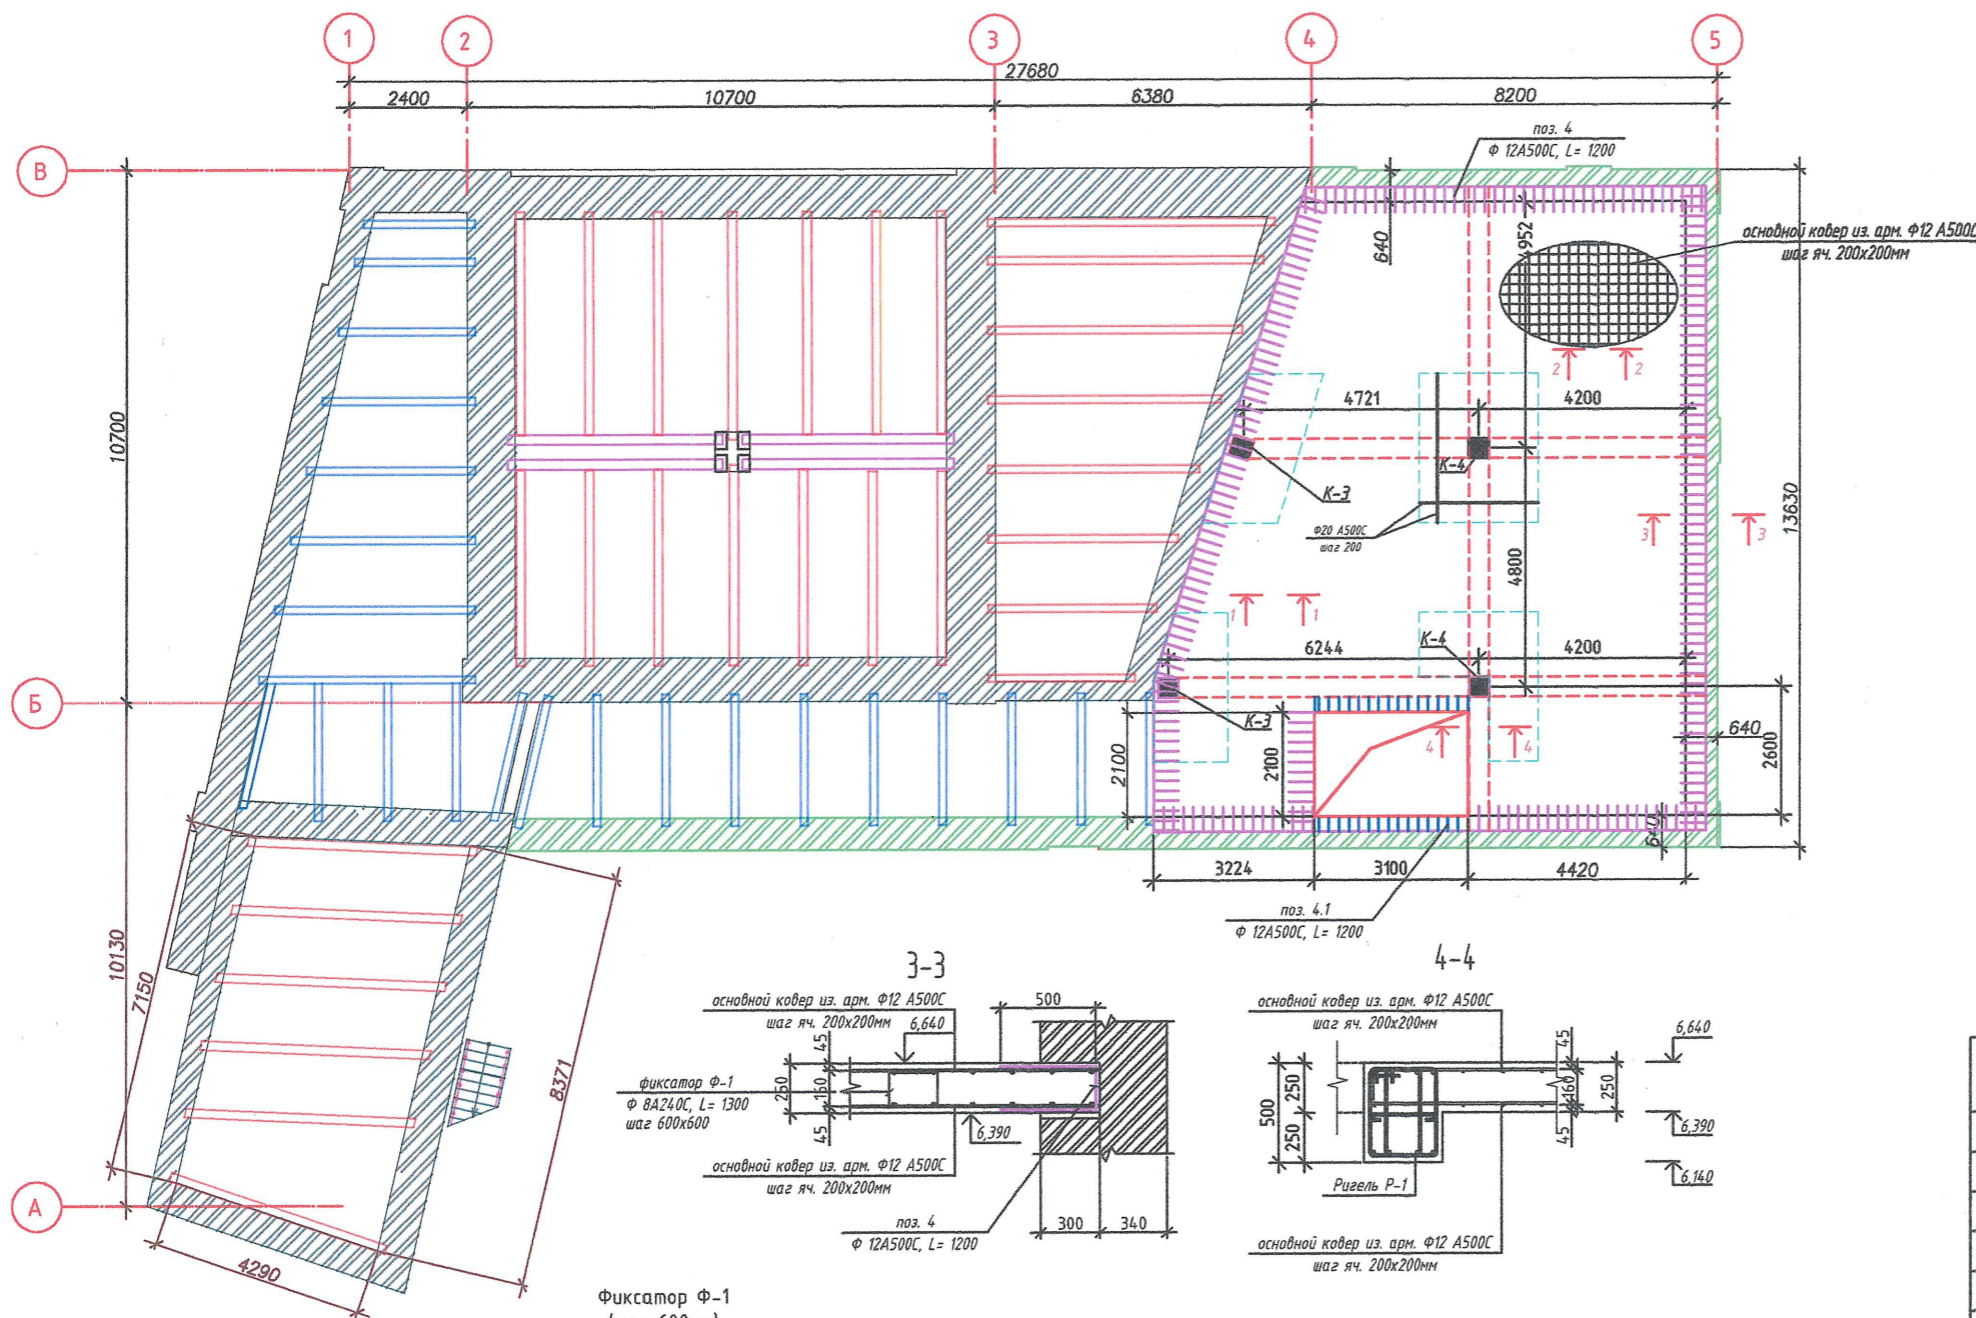 1
2
3
4
5
27680
2400
10700
6380
8200
В
Б
А
10700
10130
7150
8371
4290
поз. 4
Ф 12А500С, L= 1200
основной ковер из. арм. Ф12 А500С
шаг яч. 200х200мм
640
4952
2
2
4721
4200
К-4
К-3
Ф20 А500С
шаг 200
13630
3
3
4800
1
1
К-4
6244
4200
К-3
2100
2100
4
4
640
2600
640
3224
3100
4420
поз. 4.1
Ф 12А500С, L= 1200
3-3
основной ковер из. арм. Ф12 А500С
шаг яч. 200х200мм
500
6,640
45
250
160
45
фиксатор Ф-1
Ф 8А240С, L= 1300
шаг 600х600
6,390
основной ковер из. арм. Ф12 А500С
шаг яч. 200х200мм
поз. 4
Ф 12А500С, L= 1200
300
340
4-4
основной ковер из. арм. Ф12 А500С
шаг яч. 200х200мм
45
6,640
500
250
250
160
250
45
6,390
6,140
Ригель Р-1
основной ковер из. арм. Ф12 А500С
шаг яч. 200х200мм
Фиксатор Ф-1